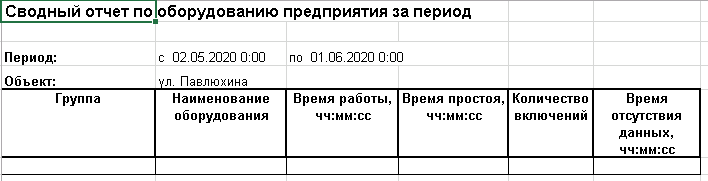 Сводный отчет по оборудованию предприятия за период
Период: с 02.05.2020 0:00 по 01.06.2020 0:00
Объект: ул. Павлюхина
Группа
Наименование
оборудования
Время работы,
чч:мм:сс
Время простоя,
чч:мм:сс
Количество
включений
Время
отсутствия
данных,
чч:мм:сс